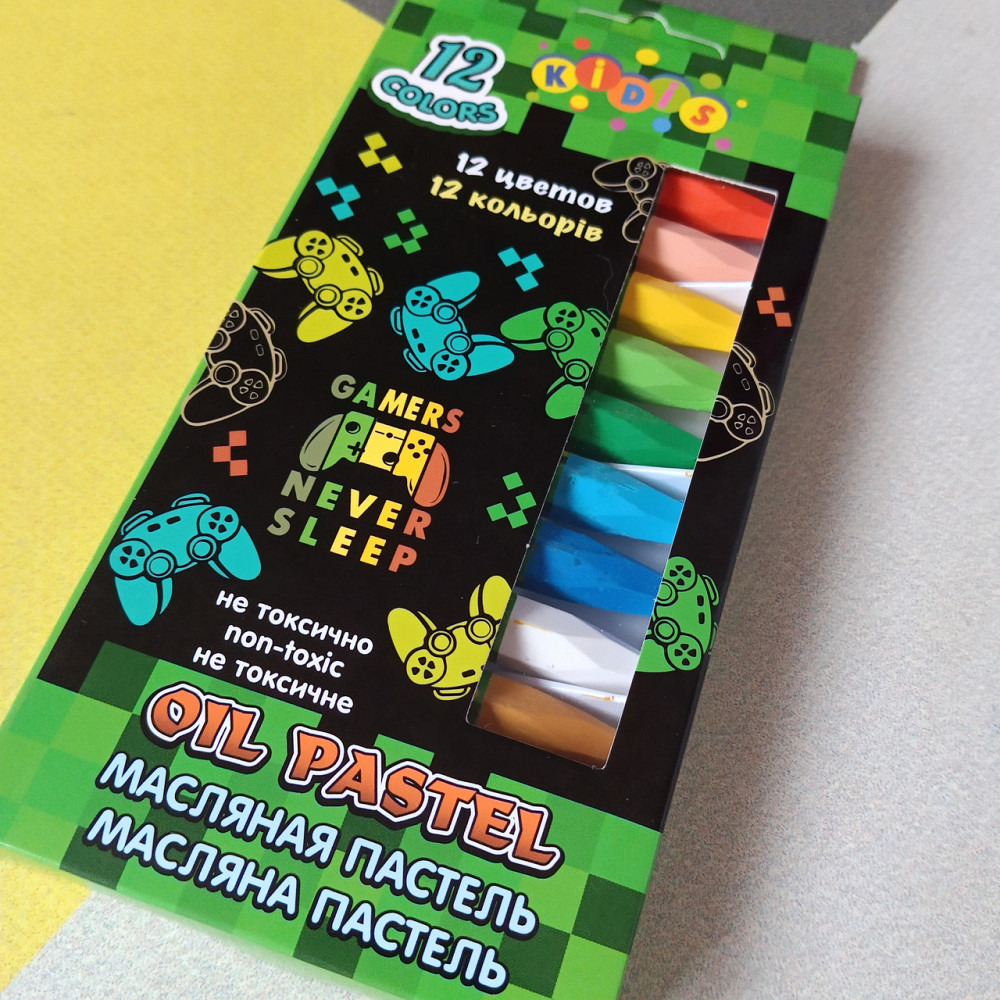 12
COLORS
KiDiS
12 цветов
12 кольорів
GAMERS
NEVER
SLEEP
не токсично
non-toxic
не токсичне
OIL PASTEL
МАСЛЯНАЯ ПАСТЕЛЬ
МАСЛЯНА ПАСТЕЛЬ